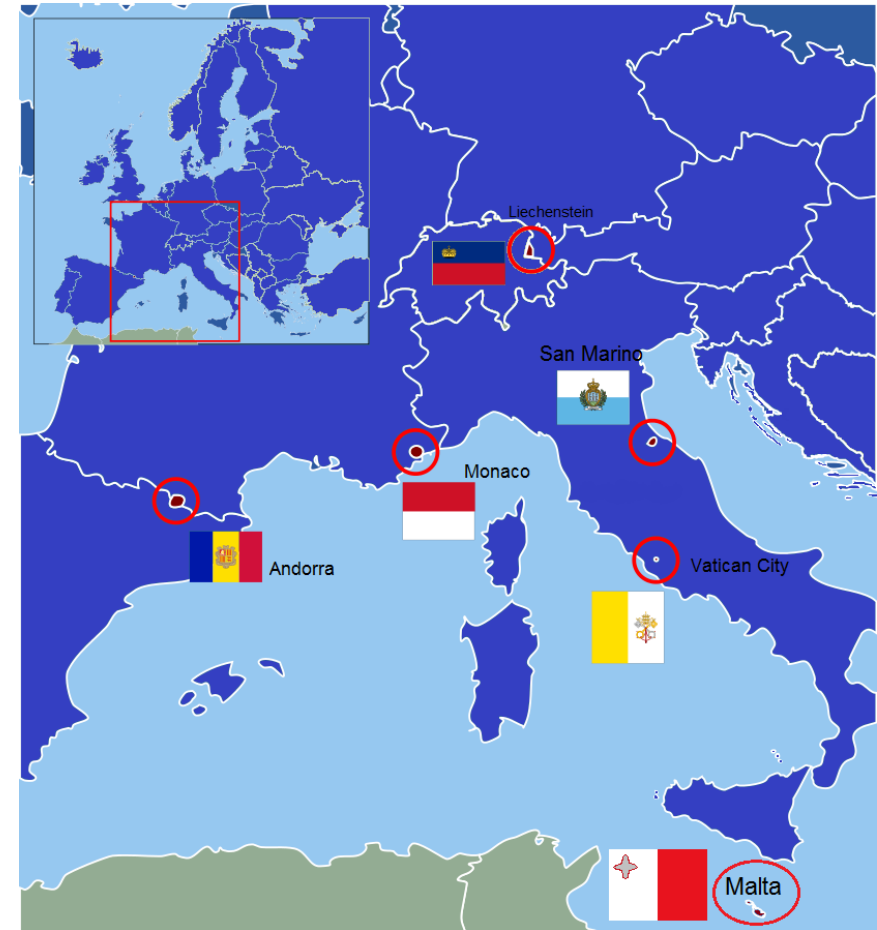 Liechenstein
San Marino
Monaco
Vatican City
Andorra
Malta